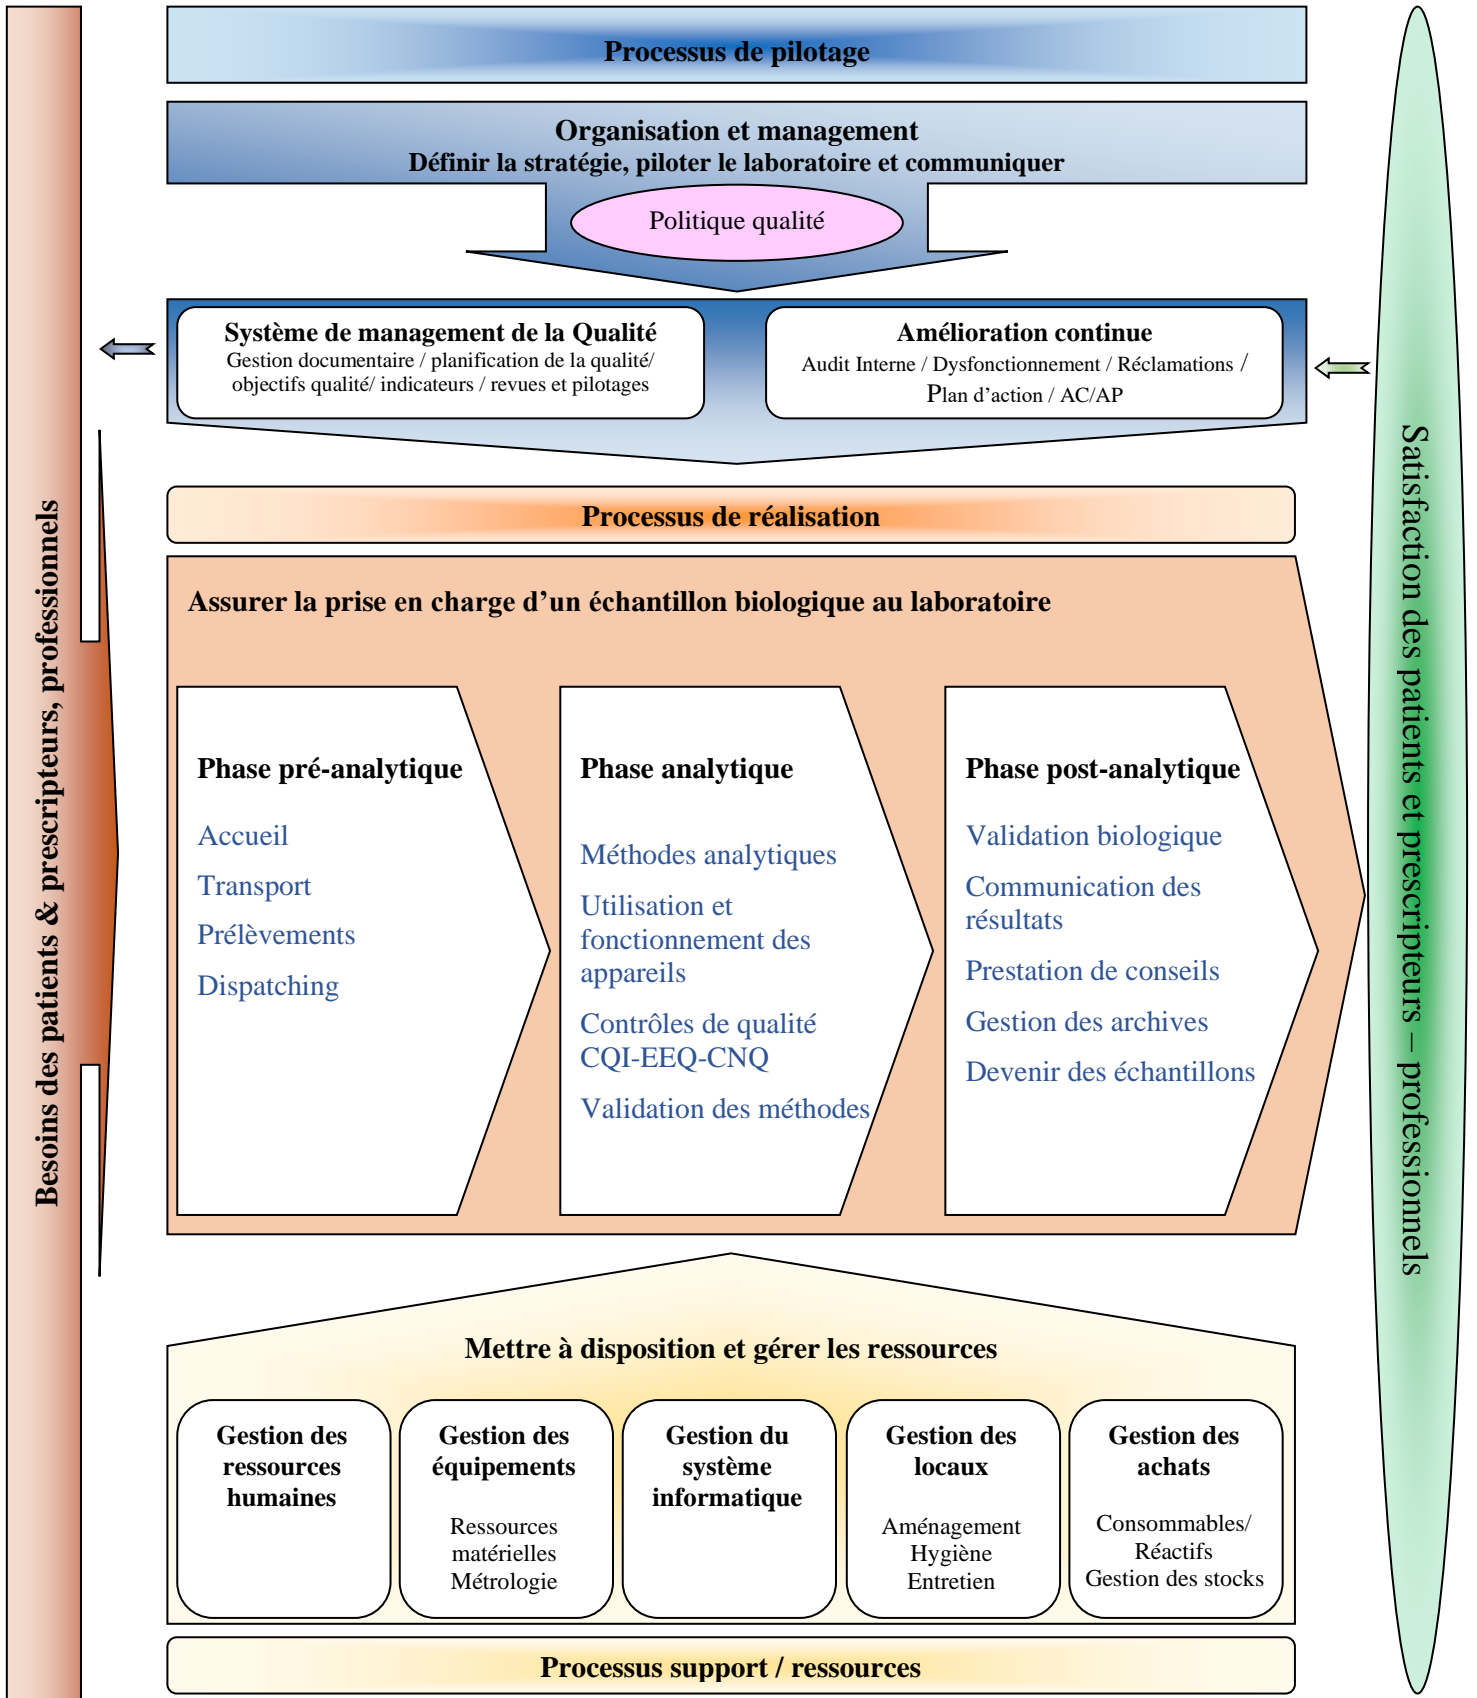 Processus de pilotage
Organisation et management
Définir la stratégie, piloter le laboratoire et communiquer
Politique qualité
Système de management de la Qualité
Gestion documentaire / planification de la qualité/
objectifs qualité/ indicateurs / revues et pilotages
Amélioration continue
Audit Interne / Dysfonctionnement / Réclamations /
Plan d’action / AC/AP
Besoins des patients & prescripteurs, professionnels
Processus de réalisation
Assurer la prise en charge d’un échantillon biologique au laboratoire
Phase pré-analytique
Accueil
Transport
Prélèvements
Dispatching
Phase analytique
Méthodes analytiques
Utilisation et
fonctionnement des
appareils
Contrôles de qualité
CQI-EEQ-CNQ
Validation des méthodes
Phase post-analytique
Validation biologique
Communication des
résultats
Prestation de conseils
Gestion des archives
Devenir des échantillons
Satisfaction des patients et prescripteurs – professionnels
Mettre à disposition et gérer les ressources
Gestion des
ressources
humaines
Gestion des
équipements
Ressources
matérielles
Métrologie
Gestion du
système
informatique
Gestion des
locaux
Aménagement
Hygiène
Entretien
Gestion des
achats
Consommables/
Réactifs
Gestion des stocks
Processus support / ressources